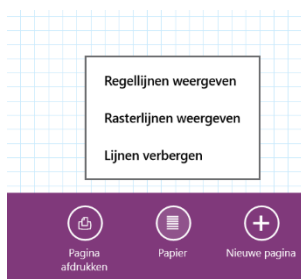 Regellijnen weergeven
Rasterlijnen weergeven
Lijnen verbergen
Pagina
afdrukken
Papier
Nieuwe pagina